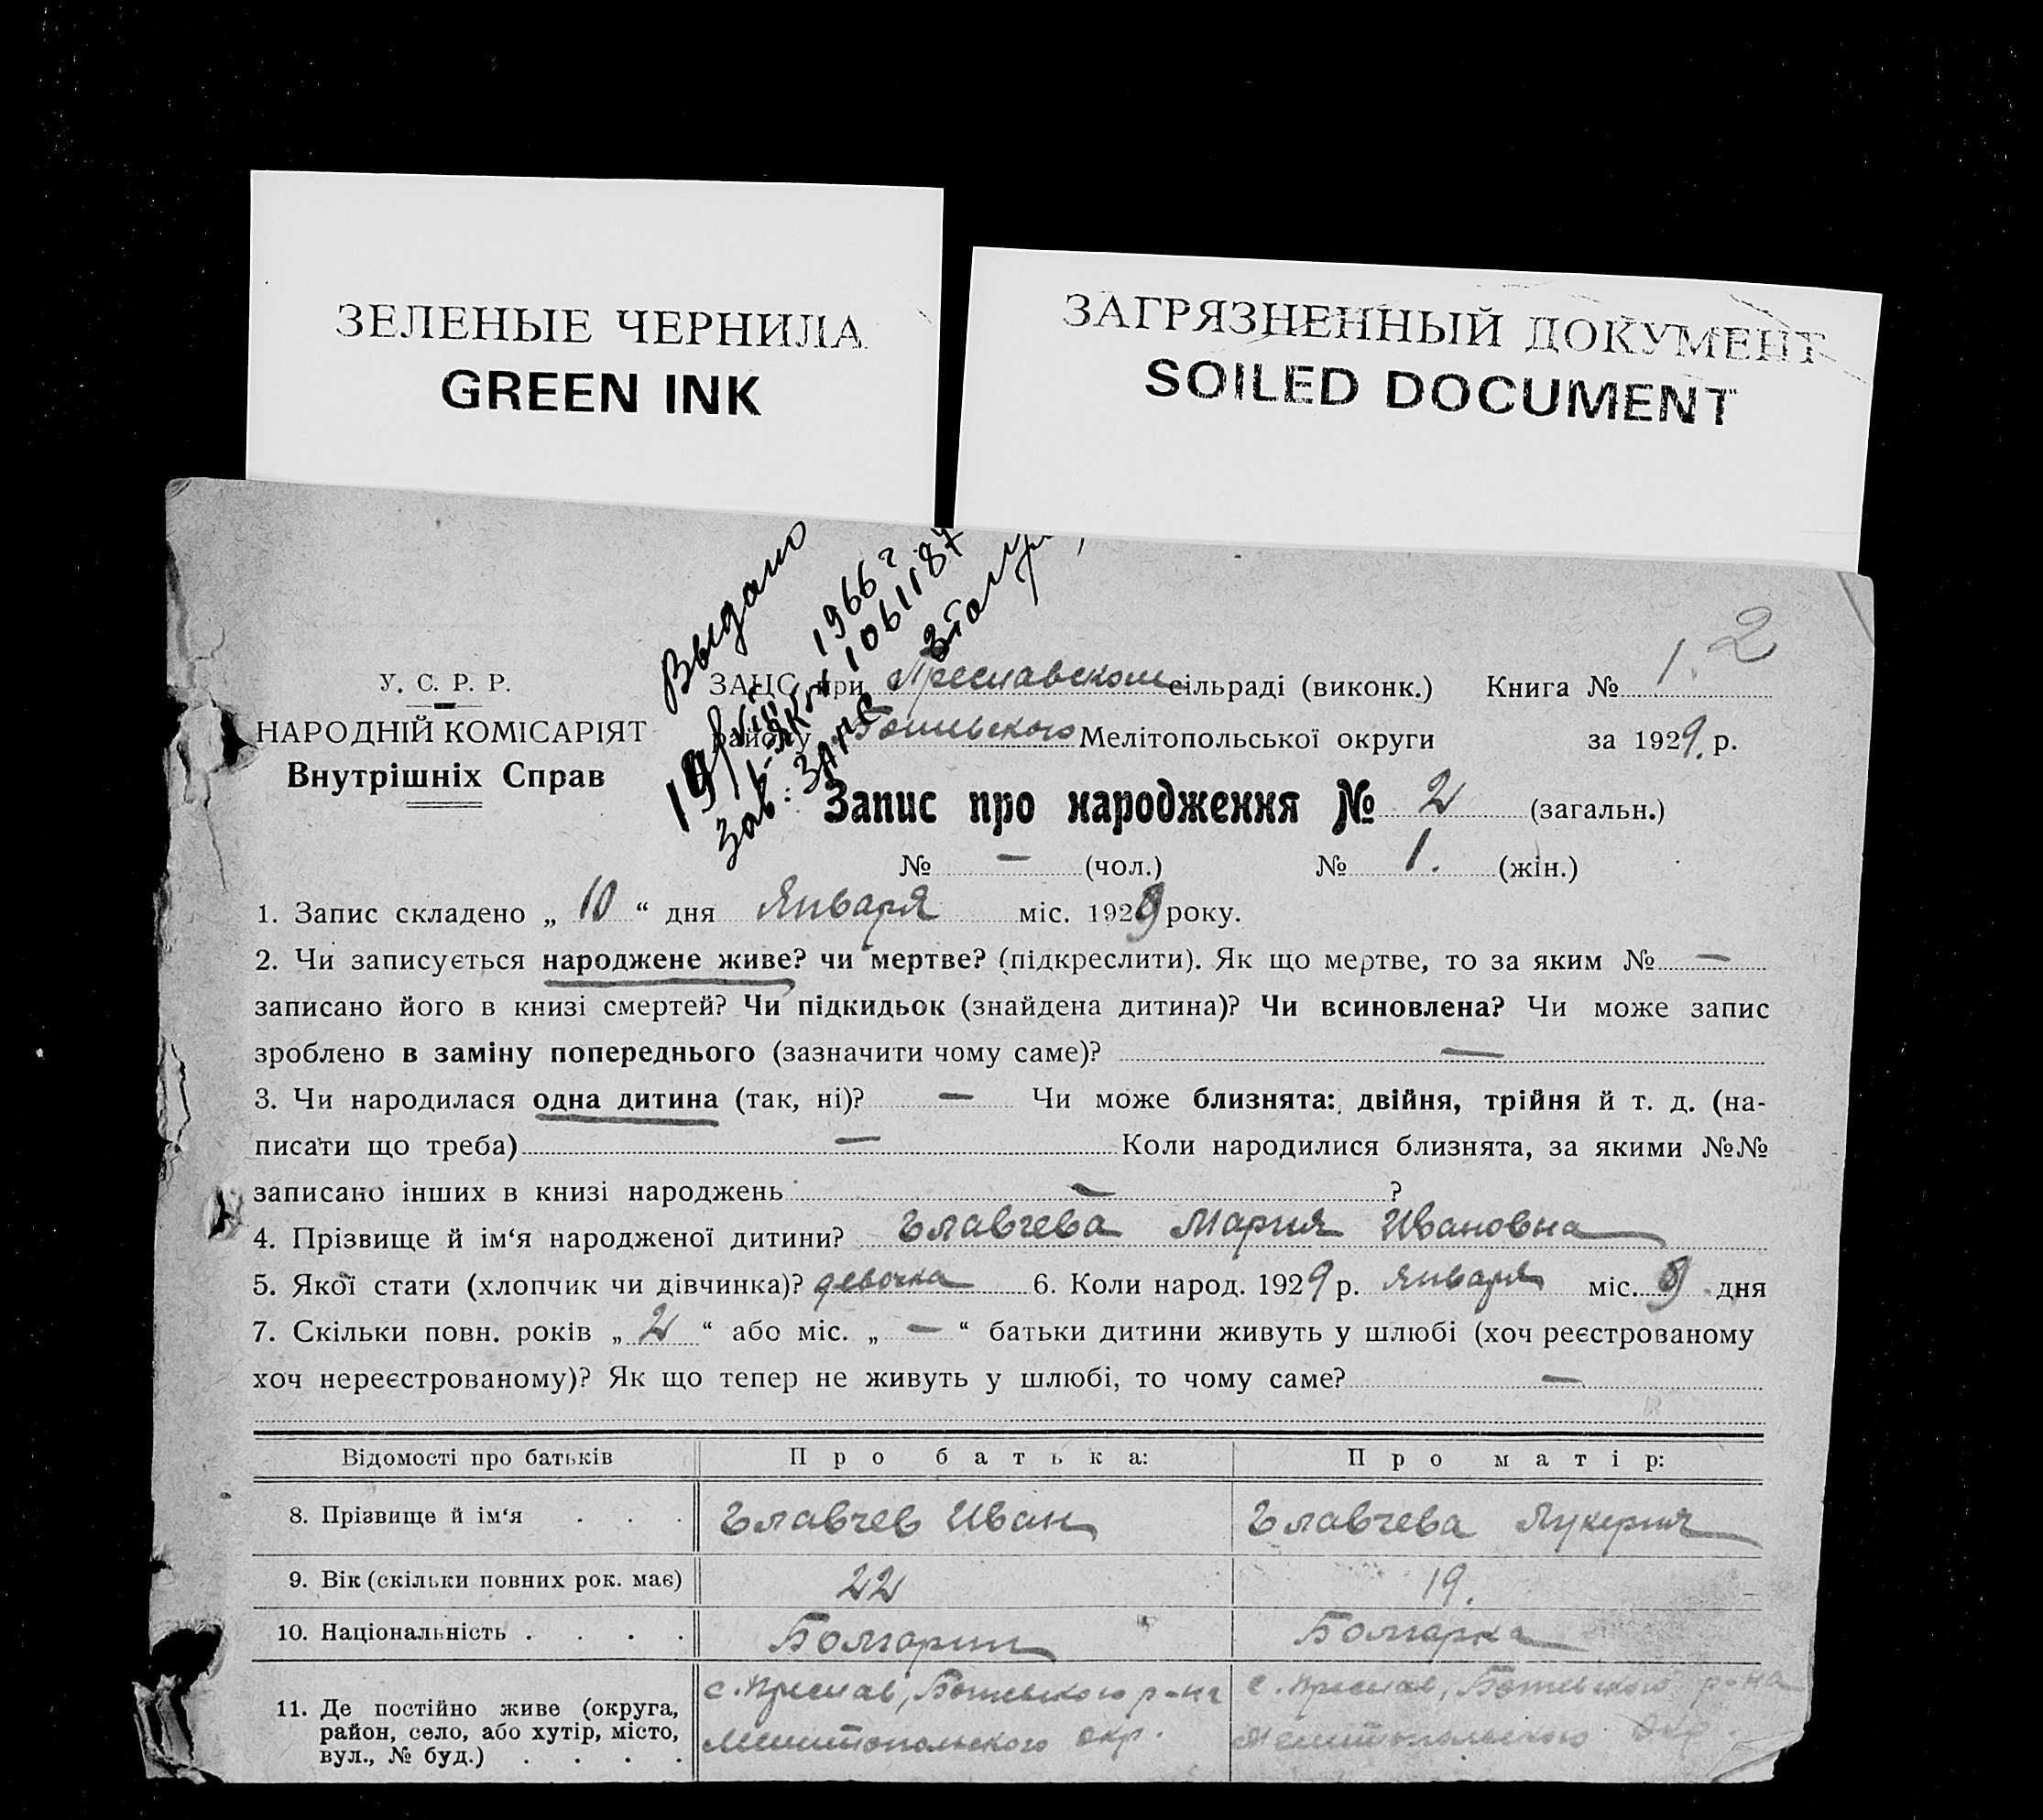 ЗЕЛЕНЫЕ ЧЕРНИЛА
GREEN INK
ЗАГРЯЗНЕННЫЙ ДОКУМЕНТ
SOILED DOCUMENT
Выдано
1966 г
1061187
Зав. ЗАГС
2
У. С. Р. Р.
НАРОДНІЙ КОМІСАРІЯТ
Внутрішніх Справ
ЗАЦС при Преславском сільраді (виконк.) Книга № 1.
району Ботевского Мелітопольської округи за 1929. р.
Запис про народження № 2 (загальн.)
№ — (чол.) № 1. (жін.)
1. Запис складено „ 10 “ дня Января міс. 1929 року.
2. Чи записується народжене живе? чи мертве? (підкреслити). Як що мертве, то за яким № —
записано його в книзі смертей? Чи підкидьок (знайдена дитина)? Чи всиновлена? Чи може запис
зроблено в заміну попереднього (зазначити чому саме)? —
3. Чи народилася одна дитина (так, ні)? — Чи може близнята: двійня, трійня й т. д. (на-
писати що треба) — Коли народилися близнята, за якими №№
записано інших в книзі народжень — ?
4. Прізвище й ім‘я народженої дитини? Главчева Мария Ивановна
5. Якої стати (хлопчик чи дівчинка)? девочка 6. Коли народ. 1929 р. Января міс. 9 дня
7. Скільки повн. років „ 2 “ або міс. „ — “ батьки дитини живуть у шлюбі (хоч реєстрованому
хоч нереєстрованому)? Як що тепер не живуть у шлюбі, то чому саме? —
Відомості про батьків Про батька: Про матір:
8. Прізвище й ім‘я . . . Главчев Иван Главчева Лукерия
9. Вік (скільки повних рок. має) 22 19.
10. Національність . . . . Болгарин Болгарка
11. Де постійно живе (округа, район, село, або хутір, місто, вул., № буд.) . . . .
с. Преслав, Ботевского р-на с. Преслав, Ботевского р-на
Мелитопольского окр. Мелитопольского окр.